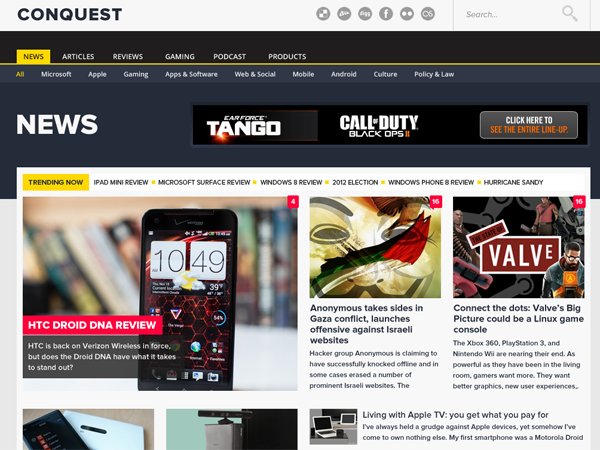 CONQUEST
digg
Search...
NEWS ARTICLES REVIEWS GAMING PODCAST PRODUCTS
All Microsoft Apple Gaming Apps & Software Web & Social Mobile Android Culture Policy & Law
NEWS
EAR FORCE
TANGO
CALL OF DUTY
BLACK OPS II
CLICK HERE TO
SEE THE ENTIRE LINE-UP.
TRENDING NOW IPAD MINI REVIEW MICROSOFT SURFACE REVIEW WINDOWS 8 REVIEW 2012 ELECTION WINDOWS PHONE 8 REVIEW HURRICANE SANDY
4
verizon
10 49
39°F
The Verge
54%
HTC DROID DNA REVIEW
HTC is back on Verizon Wireless in force,
but does the Droid DNA have what it takes
to stand out?
16
Anonymous takes sides in
Gaza conflict, launches
offensive against Israeli
websites
Hacker group Anonymous is claiming to
have successfully knocked offline and in
some cases erased a number of
prominent Israeli websites. The
16
THE STATE OF
VALVE
Connect the dots: Valve's Big
Picture could be a Linux game
console
The Xbox 360, PlayStation 3, and
Nintendo Wii are nearing their end. As
powerful as they have been in the living
room, gamers want more. They want
better graphics, new user experiences,.
Living with Apple TV: you get what you pay for
I've always held a grudge against Apple devices, yet somehow I've
come to own nothing else. My first smartphone was a Motorola Droid